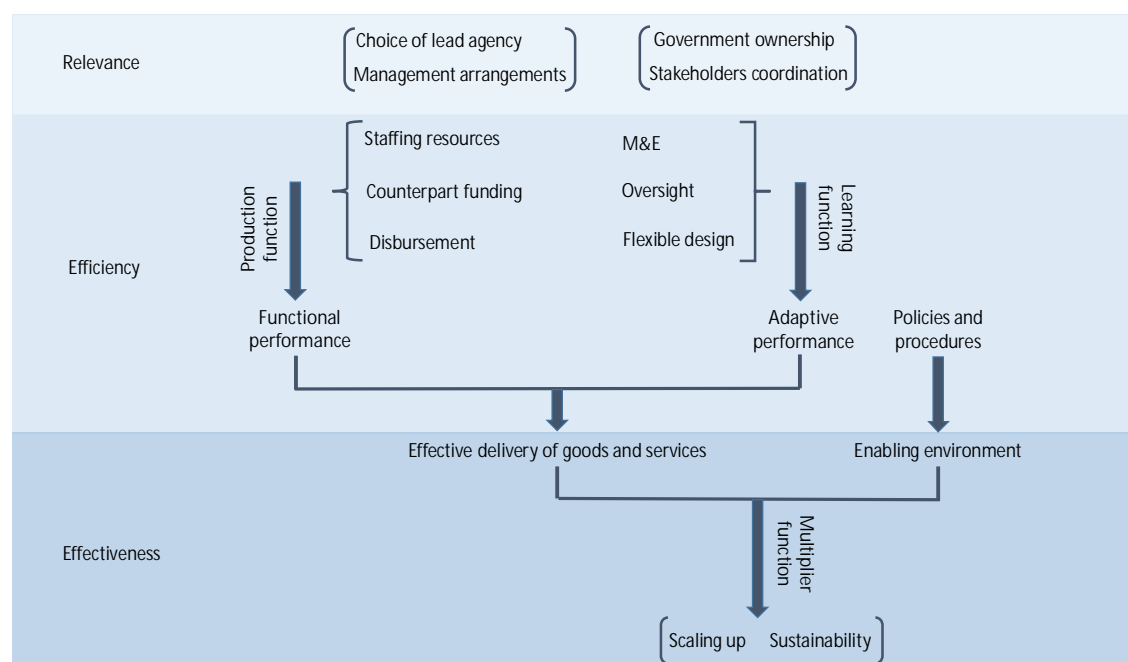 Relevance
Choice of lead agency
Management arrangements
Government ownership
Stakeholders coordination
Efficiency
Production
function
Staffing resources
Counterpart funding
Disbursement
M&E
Oversight
Flexible design
Learning
function
Functional
performance
Adaptive
performance
Policies and
procedures
Effective delivery of goods and services
Enabling environment
Effectiveness
Multiplier
function
Scaling up
Sustainability